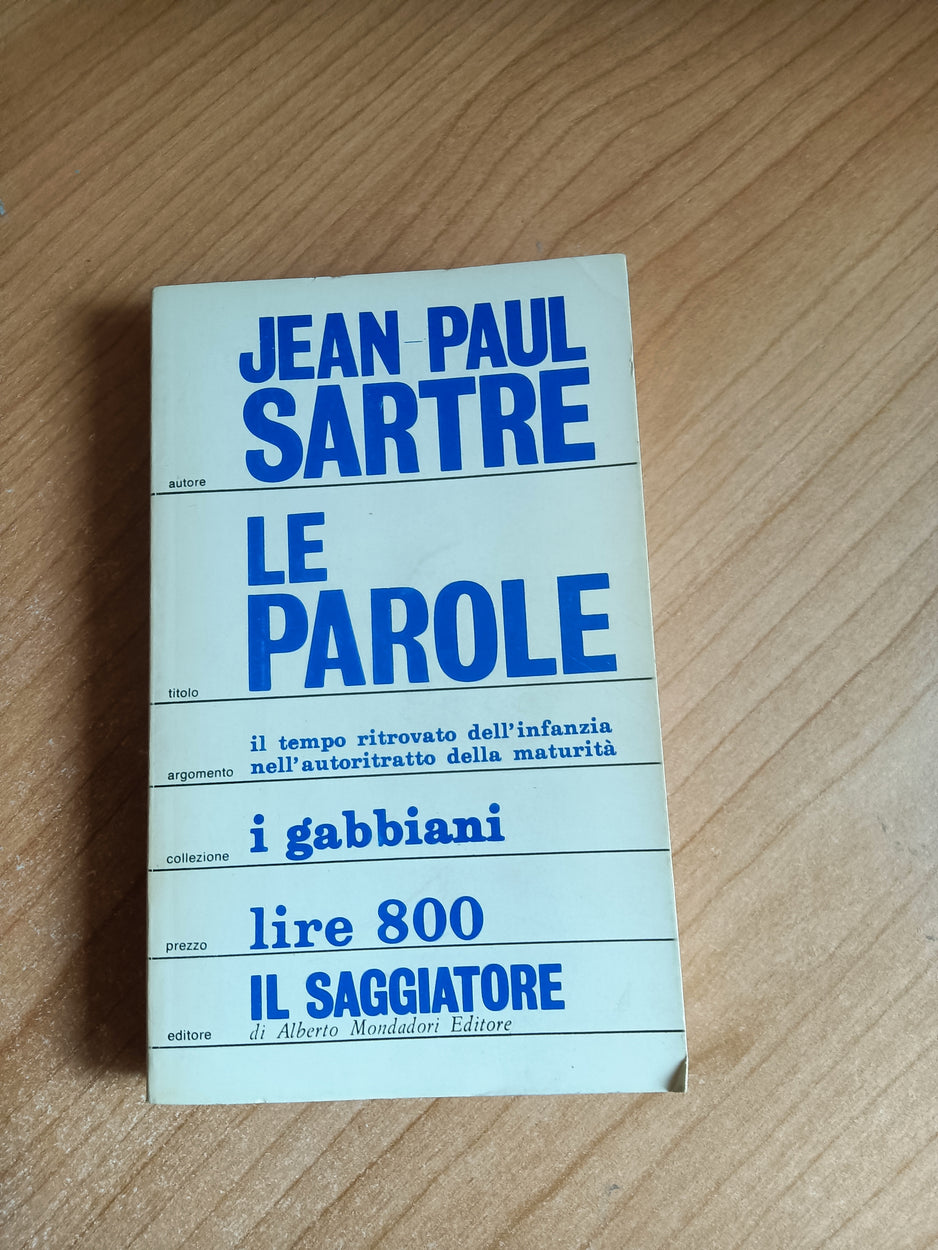 JEAN-PAUL
SARTRE
autore
LE
PAROLE
titolo
il tempo ritrovato dell'infanzia
nell'autoritratto della maturità
argomento
i gabbiani
collezione
lire 800
prezzo
IL SAGGIATORE
di Alberto Mondadori Editore
editore